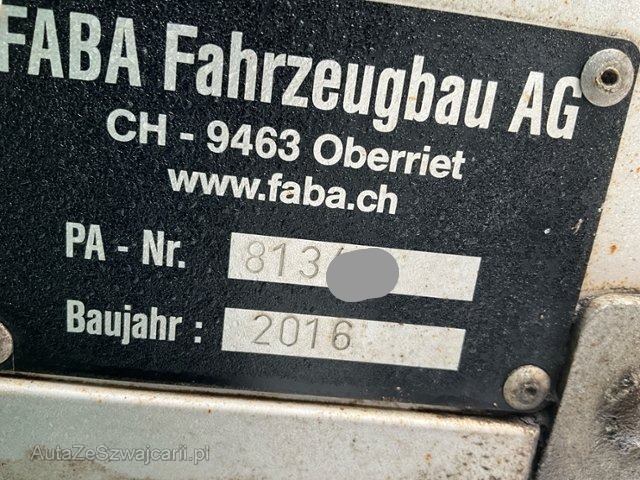 FABA Fahrzeugbau AG
CH - 9463 Oberriet
www.faba.ch
PA - Nr. 813
Baujahr : 2016
AutaZeSzwajcarii.pl